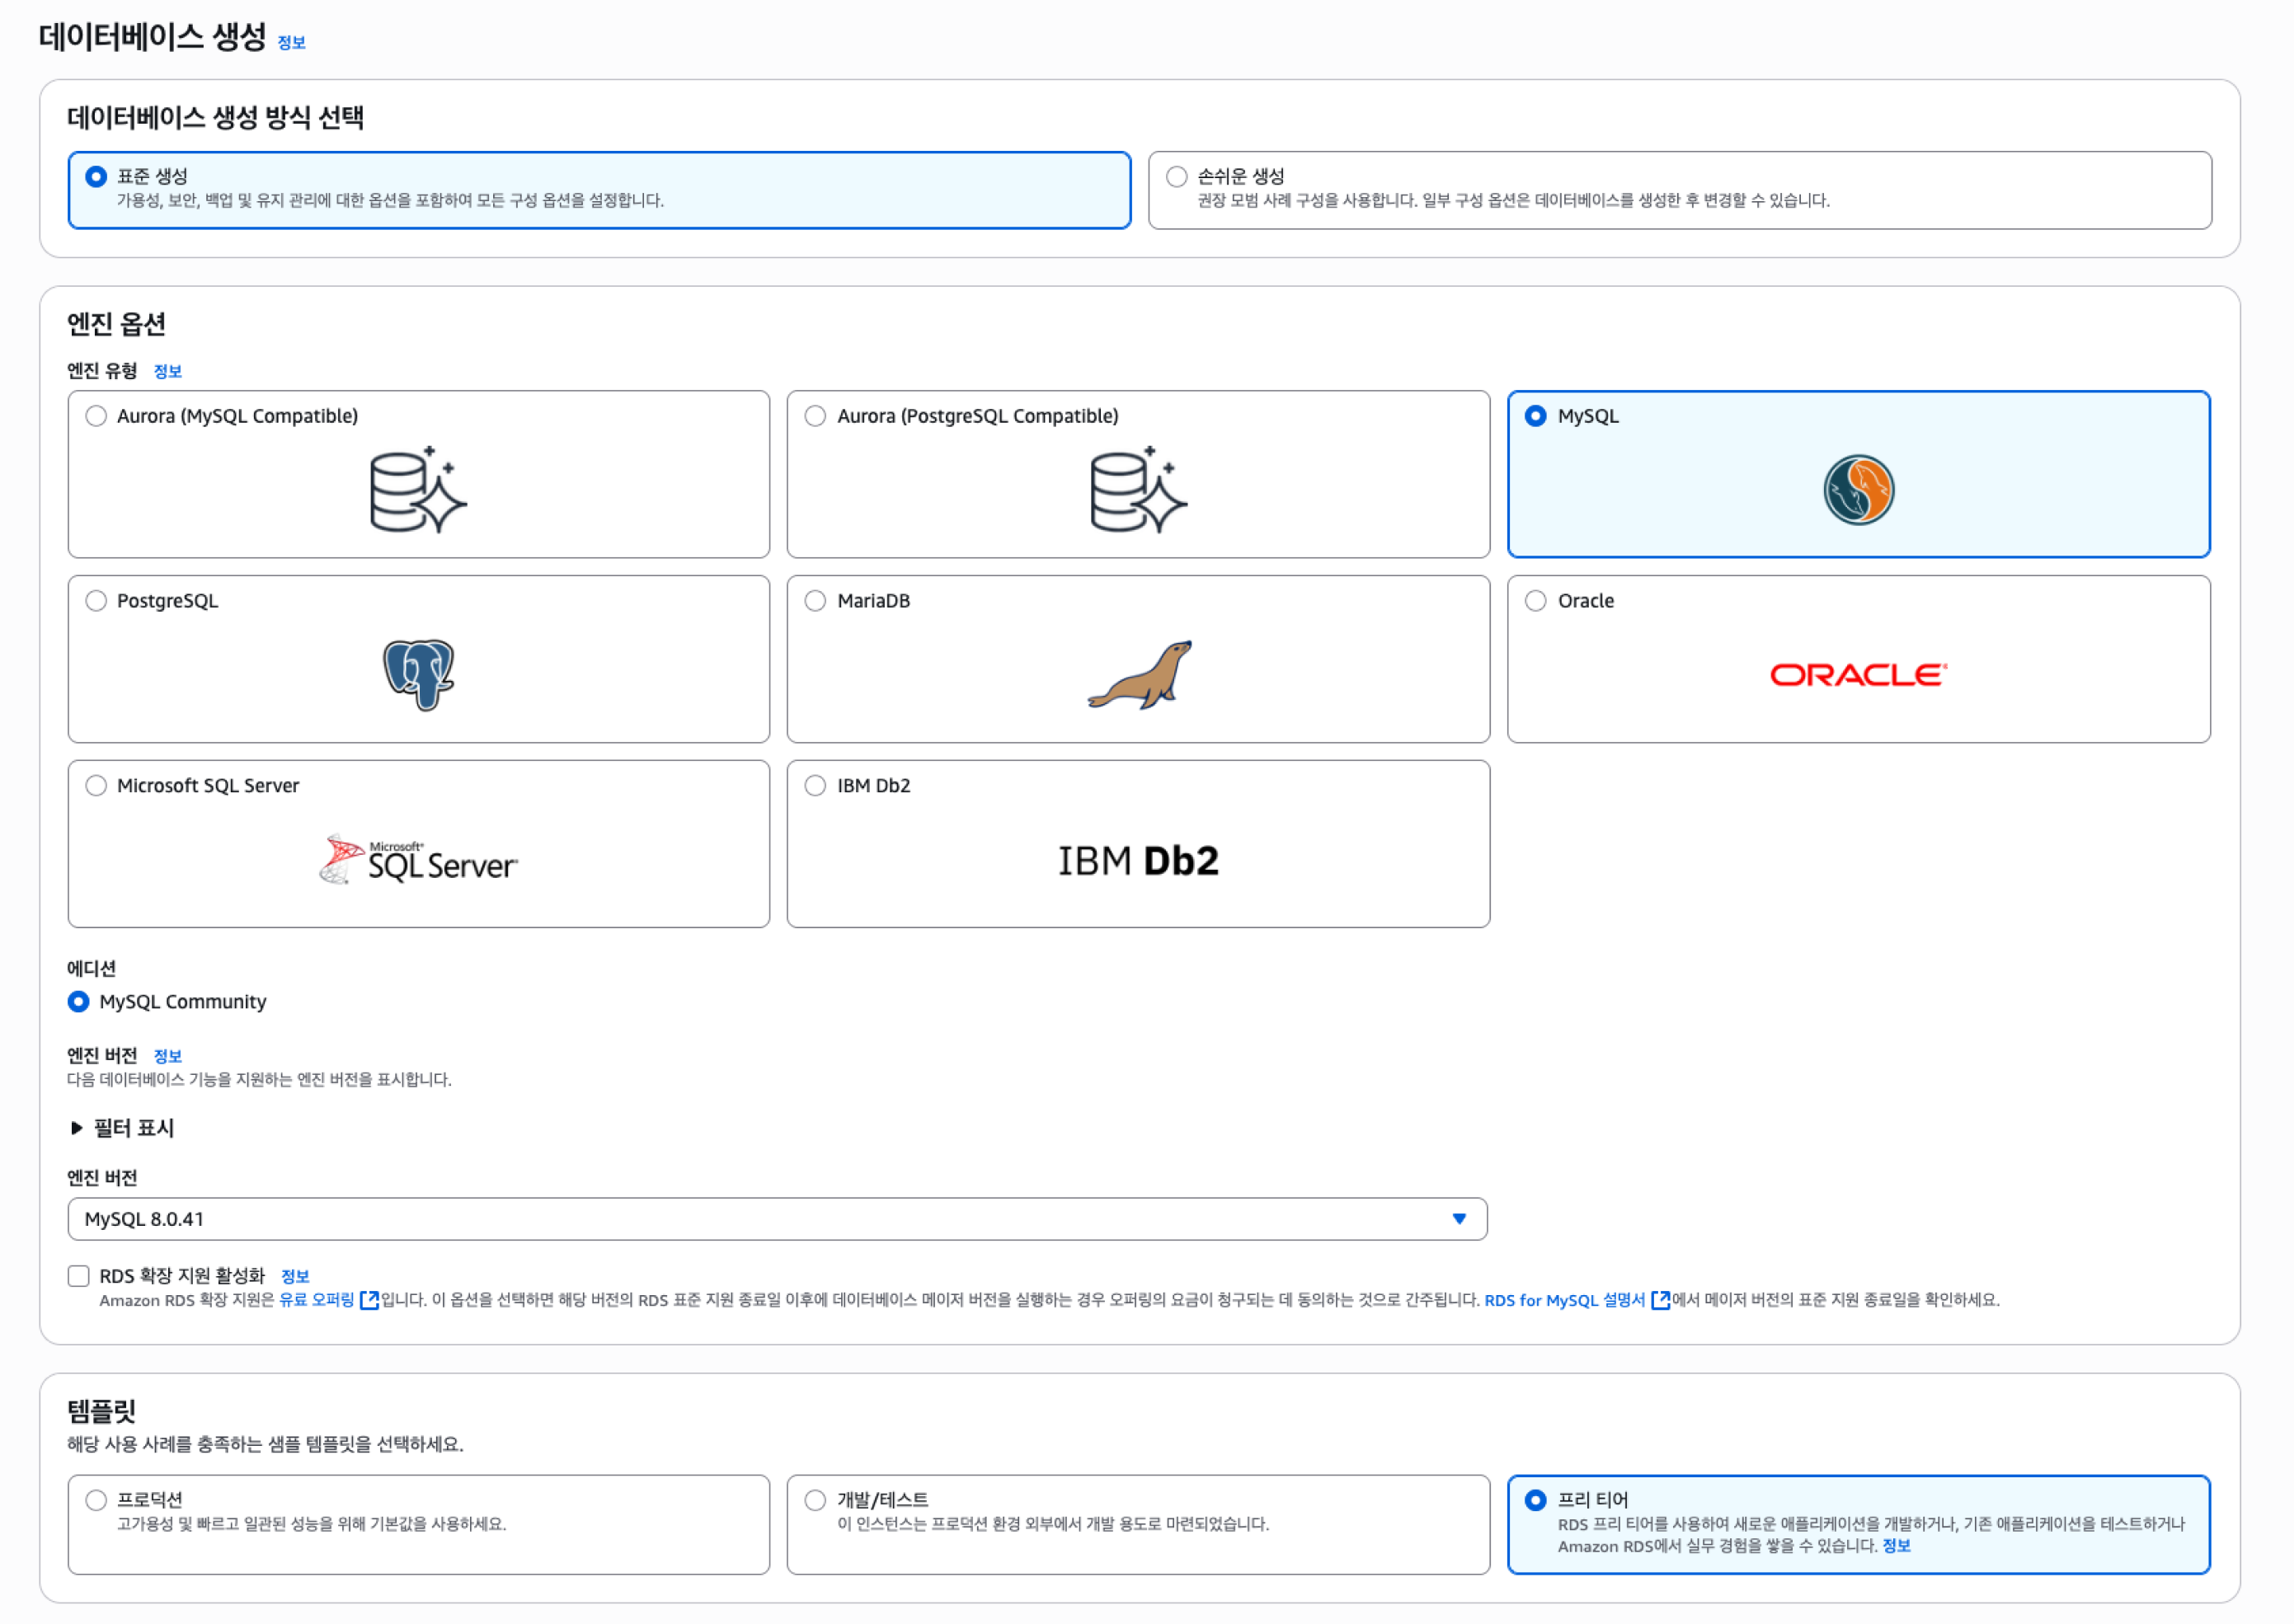 데이터베이스 생성 정보
데이터베이스 생성 방식 선택
표준 생성
가용성, 보안, 백업 및 유지 관리에 대한 옵션을 포함하여 모든 구성 옵션을 설정합니다.
손쉬운 생성
권장 모범 사례 구성을 사용합니다. 일부 구성 옵션은 데이터베이스를 생성한 후 변경할 수 있습니다.
엔진 옵션
엔진 유형 정보
Aurora (MySQL Compatible)
Aurora (PostgreSQL Compatible)
MySQL
PostgreSQL
MariaDB
Oracle
ORACLE
Microsoft SQL Server
Microsoft®
SQL Server
IBM Db2
IBM Db2
에디션
MySQL Community
엔진 버전 정보
다음 데이터베이스 기능을 지원하는 엔진 버전을 표시합니다.
필터 표시
엔진 버전
MySQL 8.0.41
RDS 확장 지원 활성화 정보
Amazon RDS 확장 지원은 유료 오퍼링 입니다. 이 옵션을 선택하면 해당 버전의 RDS 표준 지원 종료일 이후에 데이터베이스 메이저 버전을 실행하는 경우 오퍼링의 요금이 청구되는 데 동의하는 것으로 간주됩니다. RDS for MySQL 설명서 에서 메이저 버전의 표준 지원 종료일을 확인하세요.
템플릿
해당 사용 사례를 충족하는 샘플 템플릿을 선택하세요.
프로덕션
고가용성 및 빠르고 일관된 성능을 위해 기본값을 사용하세요.
개발/테스트
이 인스턴스는 프로덕션 환경 외부에서 개발 용도로 마련되었습니다.
프리 티어
RDS 프리 티어를 사용하여 새로운 애플리케이션을 개발하거나, 기존 애플리케이션을 테스트하거나
Amazon RDS에서 실무 경험을 쌓을 수 있습니다. 정보